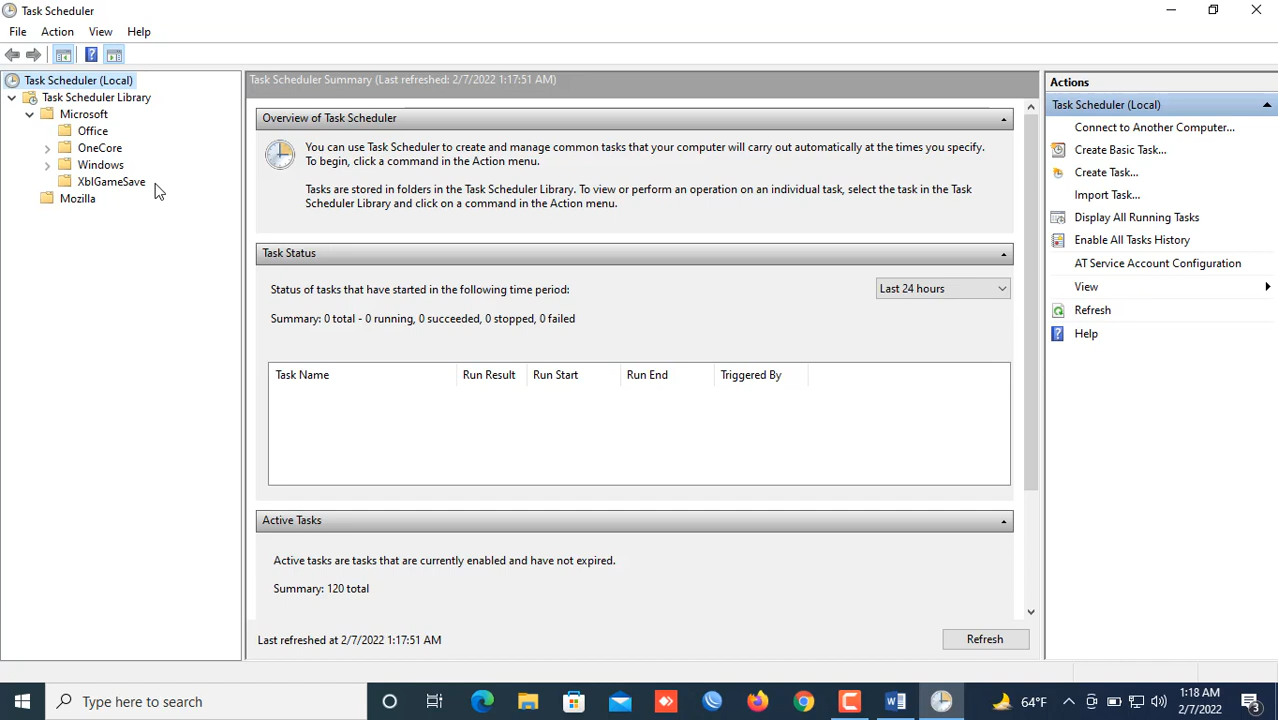 Task Scheduler
File Action View Help
Task Scheduler (Local)
Task Scheduler Library
Microsoft
Office
OneCore
Windows
XblGameSave
Mozilla
Task Scheduler Summary (Last refreshed: 2/7/2022 1:17:51 AM)
Overview of Task Scheduler
You can use Task Scheduler to create and manage common tasks that your computer will carry out automatically at the times you specify.
To begin, click a command in the Action menu.
Tasks are stored in folders in the Task Scheduler Library. To view or perform an operation on an individual task, select the task in the
Task Scheduler Library and click on a command in the Action menu.
Task Status
Status of tasks that have started in the following time period:
Last 24 hours
Summary: 0 total - 0 running, 0 succeeded, 0 stopped, 0 failed
Task Name Run Result Run Start Run End Triggered By
Active Tasks
Active tasks are tasks that are currently enabled and have not expired.
Summary: 120 total
Last refreshed at 2/7/2022 1:17:51 AM
Refresh
Actions
Task Scheduler (Local)
Connect to Another Computer...
Create Basic Task...
Create Task...
Import Task...
Display All Running Tasks
Enable All Tasks History
AT Service Account Configuration
View
Refresh
Help
Type here to search
64°F
1:18 AM
2/7/2022
3